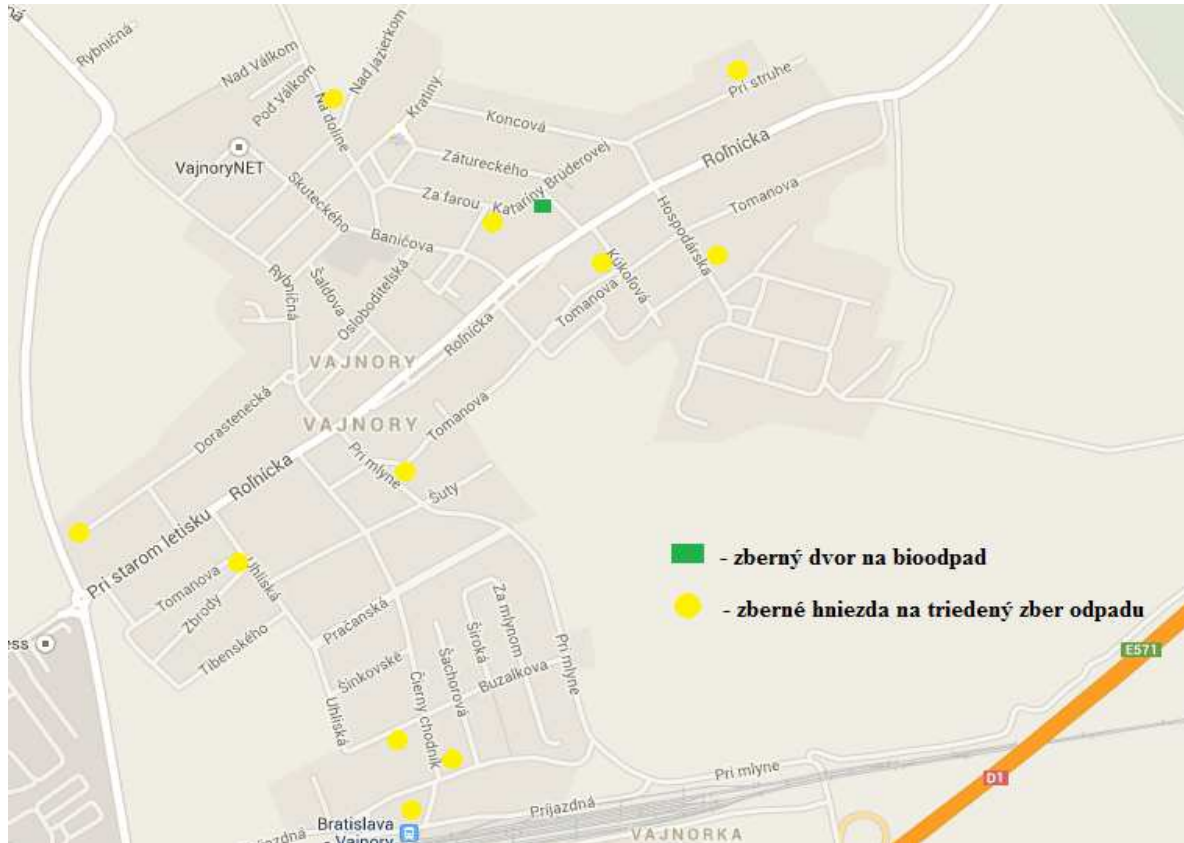 Rybničná
Nad Válkom
Pod Válkom
Na doline
Nad jazierkom
Kratiny
Koncová
Pri struhe
Roľnícka
VajnoryNET
Zátureckého
Za farou
Kataríny Brúderovej
Skuteckého
Baničova
Hospodárska
Tomanova
Kúkoľová
Rybničná
Šaldova
Osloboditeľská
Roľnícka
Tomanova
VAJNORY
Dorastenecká
VAJNORY
Tomanova
Pri mlyne
Roľnícka
Šuty
Pri starom letisku
- zberný dvor na bioodpad
Uhliská
Tomanova
Zbrody
Pračanská
Za mlynom
- zberné hniezda na triedený zber odpadu
Tibenského
Široká
Šachorová
Pri mlyne
ess
E571
Šinkovské
Buzalkova
Čierny chodník
Uhliská
Pri mlyne
D1
Príjazdná
Bratislava
- Vajnory
íjazdná
VAJNORKA